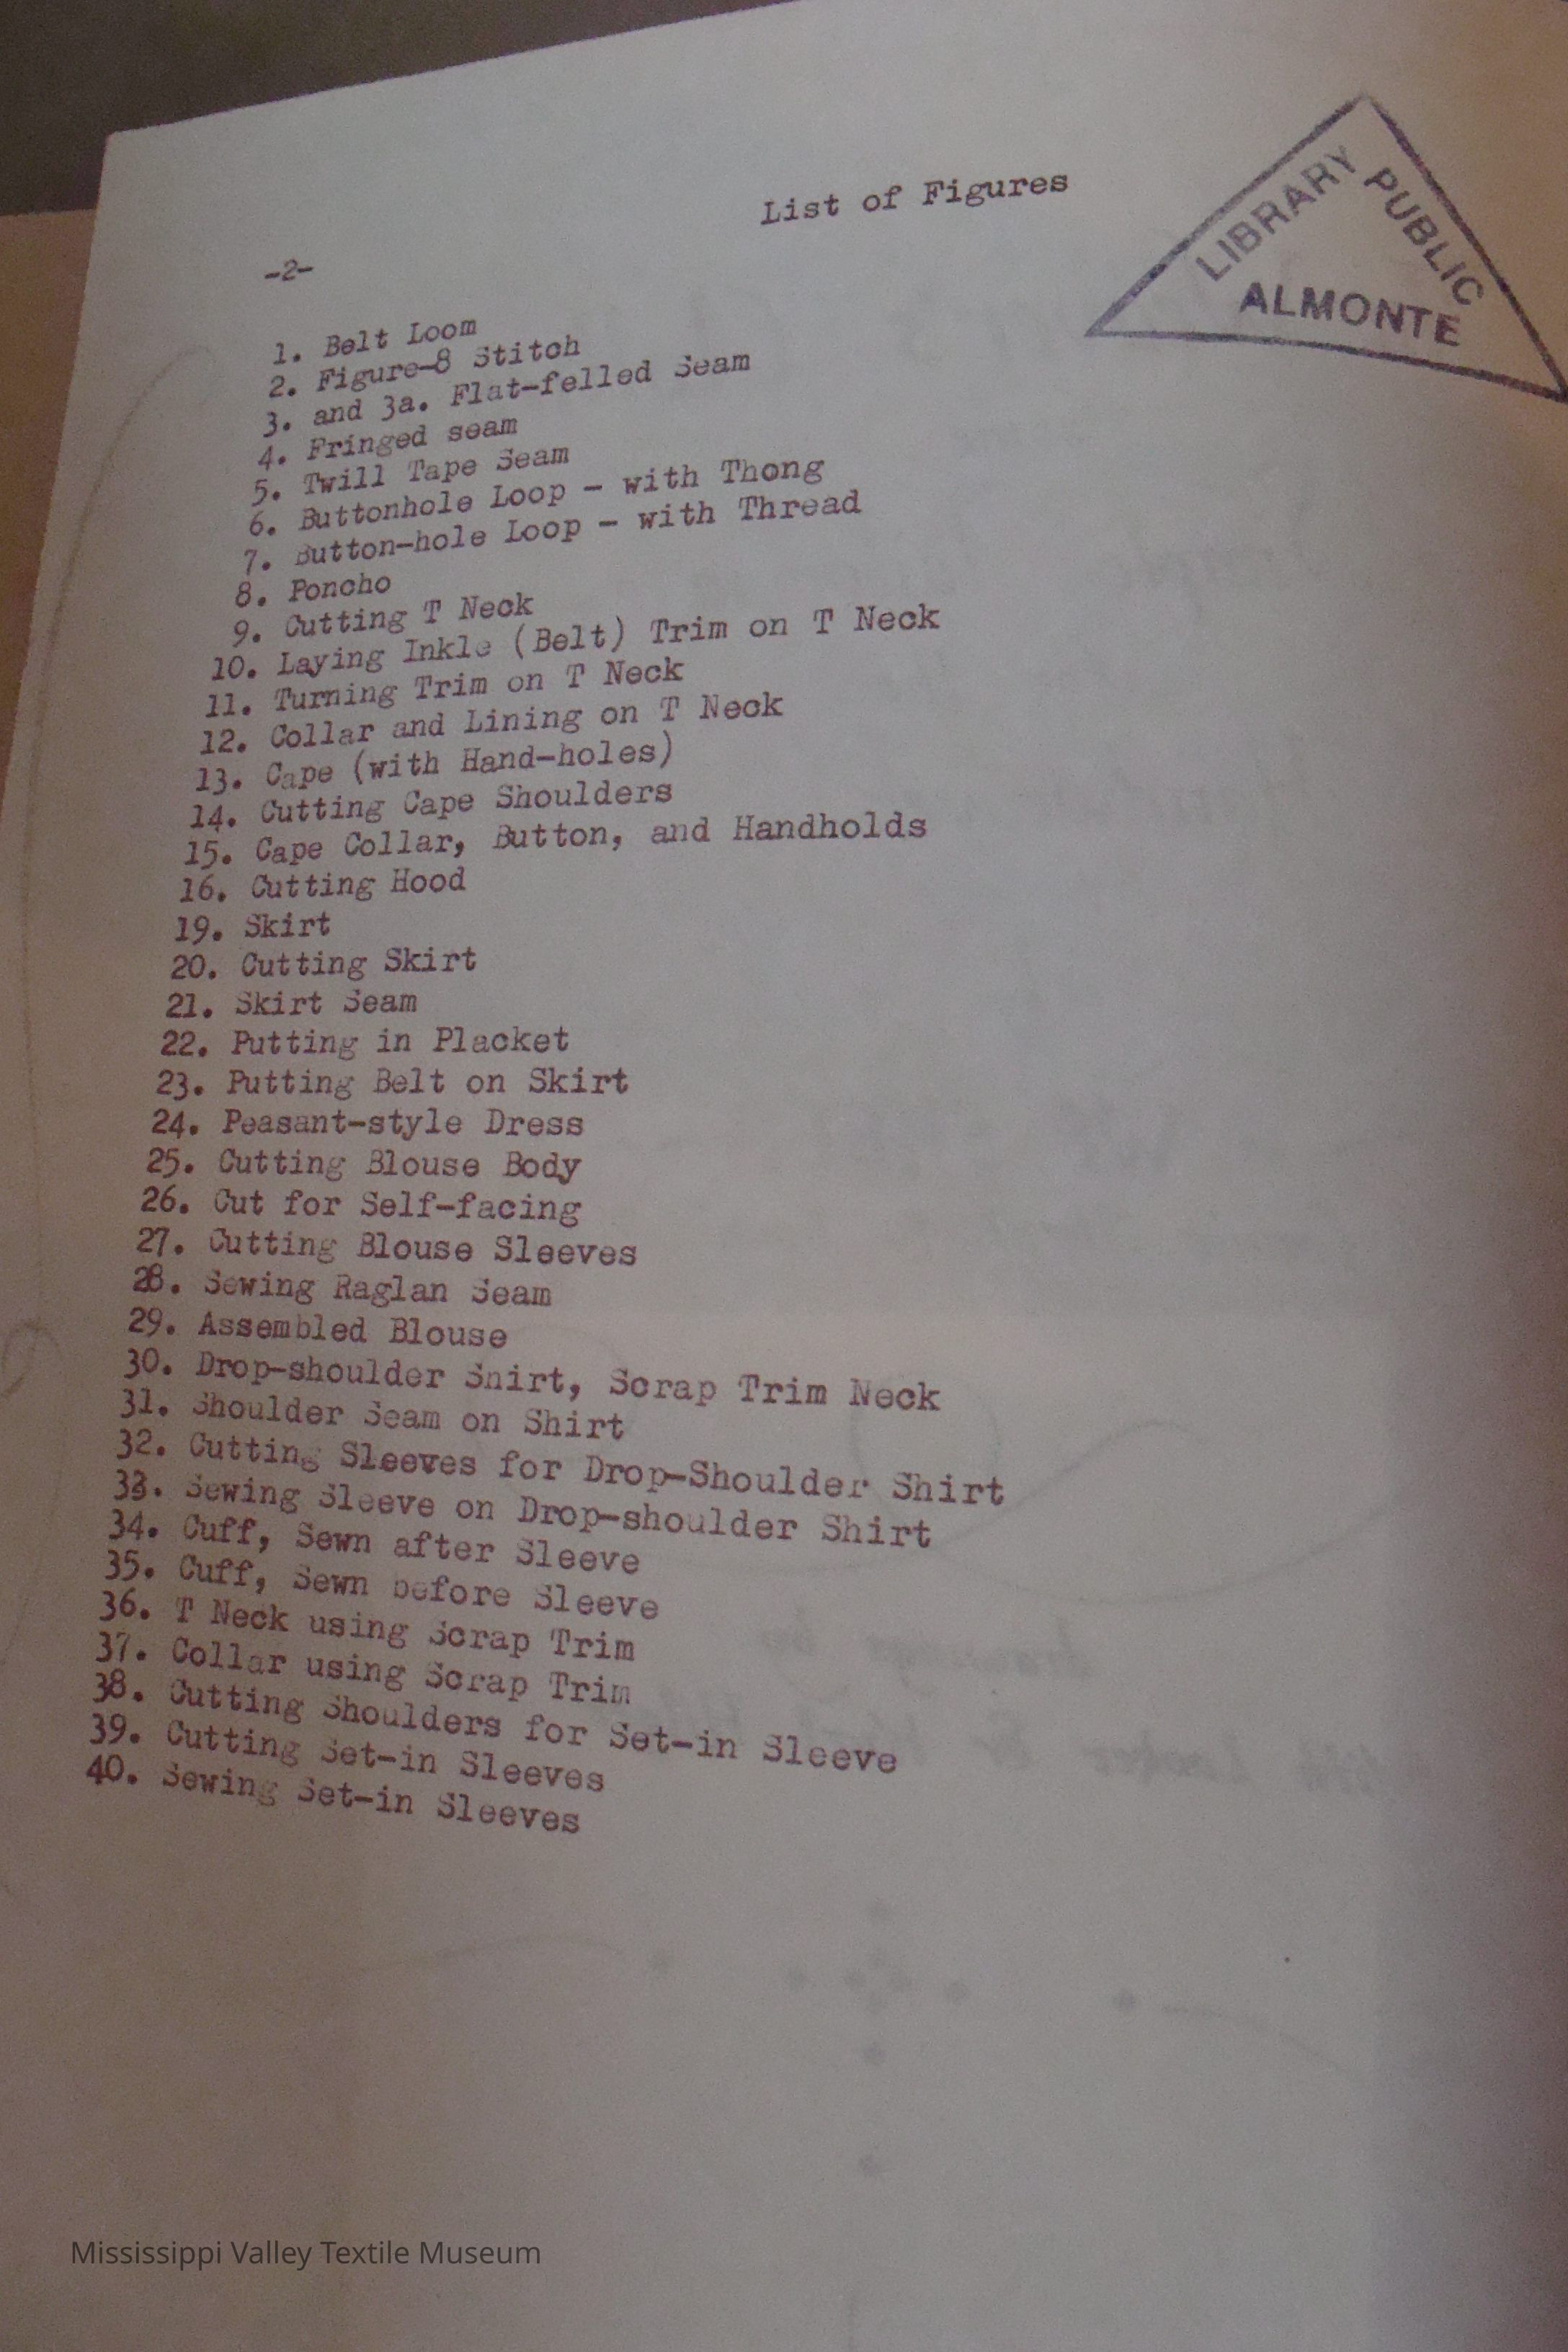 List of Figures
LIBRARY
PUBLIC
ALMONTE
-2-
1. Belt Loom
2. Figure-8 Stitch
3. and 3a. Flat-felled Seam
4. Fringed seam
5. Twill Tape Seam
6. Buttonhole Loop - with Thong
7. Button-hole Loop - with Thread
8. Poncho
9. Cutting T Neck
10. Laying Inkle (Belt) Trim on T Neck
11. Turning Trim on T Neck
12. Collar and Lining on T Neck
13. Cape (with Hand-holes)
14. Cutting Cape Shoulders
15. Cape Collar, Button, and Handholds
16. Cutting Hood
19. Skirt
20. Cutting Skirt
21. Skirt Seam
22. Putting in Placket
23. Putting Belt on Skirt
24. Peasant-style Dress
25. Cutting Blouse Body
26. Cut for Self-facing
27. Cutting Blouse Sleeves
28. Sewing Raglan Seam
29. Assembled Blouse
30. Drop-shoulder Shirt, Scrap Trim Neck
31. Shoulder Seam on Shirt
32. Cutting Sleeves for Drop-Shoulder Shirt
33. Sewing Sleeve on Drop-shoulder Shirt
34. Cuff, Sewn after Sleeve
35. Cuff, Sewn before Sleeve
36. T Neck using Scrap Trim
37. Collar using Scrap Trim
38. Cutting Shoulders for Set-in Sleeve
39. Cutting Set-in Sleeves
40. Sewing Set-in Sleeves
Mississippi Valley Textile Museum